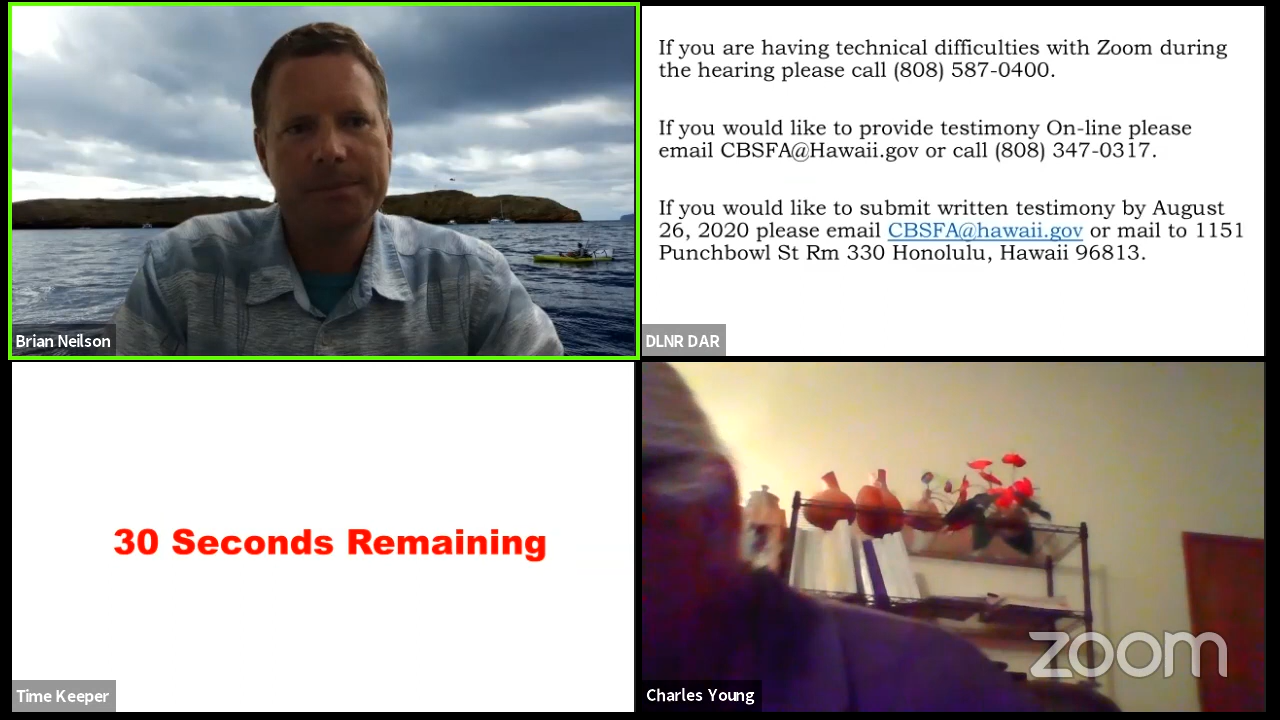 If you are having technical difficulties with Zoom during
the hearing please call (808) 587-0400.
If you would like to provide testimony On-line please
email CBSFA@Hawaii.gov or call (808) 347-0317.
If you would like to submit written testimony by August
26, 2020 please email CBSFA@hawaii.gov or mail to 1151
Punchbowl St Rm 330 Honolulu, Hawaii 96813.
Brian Neilson
DLNR DAR
30 Seconds Remaining
Time Keeper
Charles Young
zoom